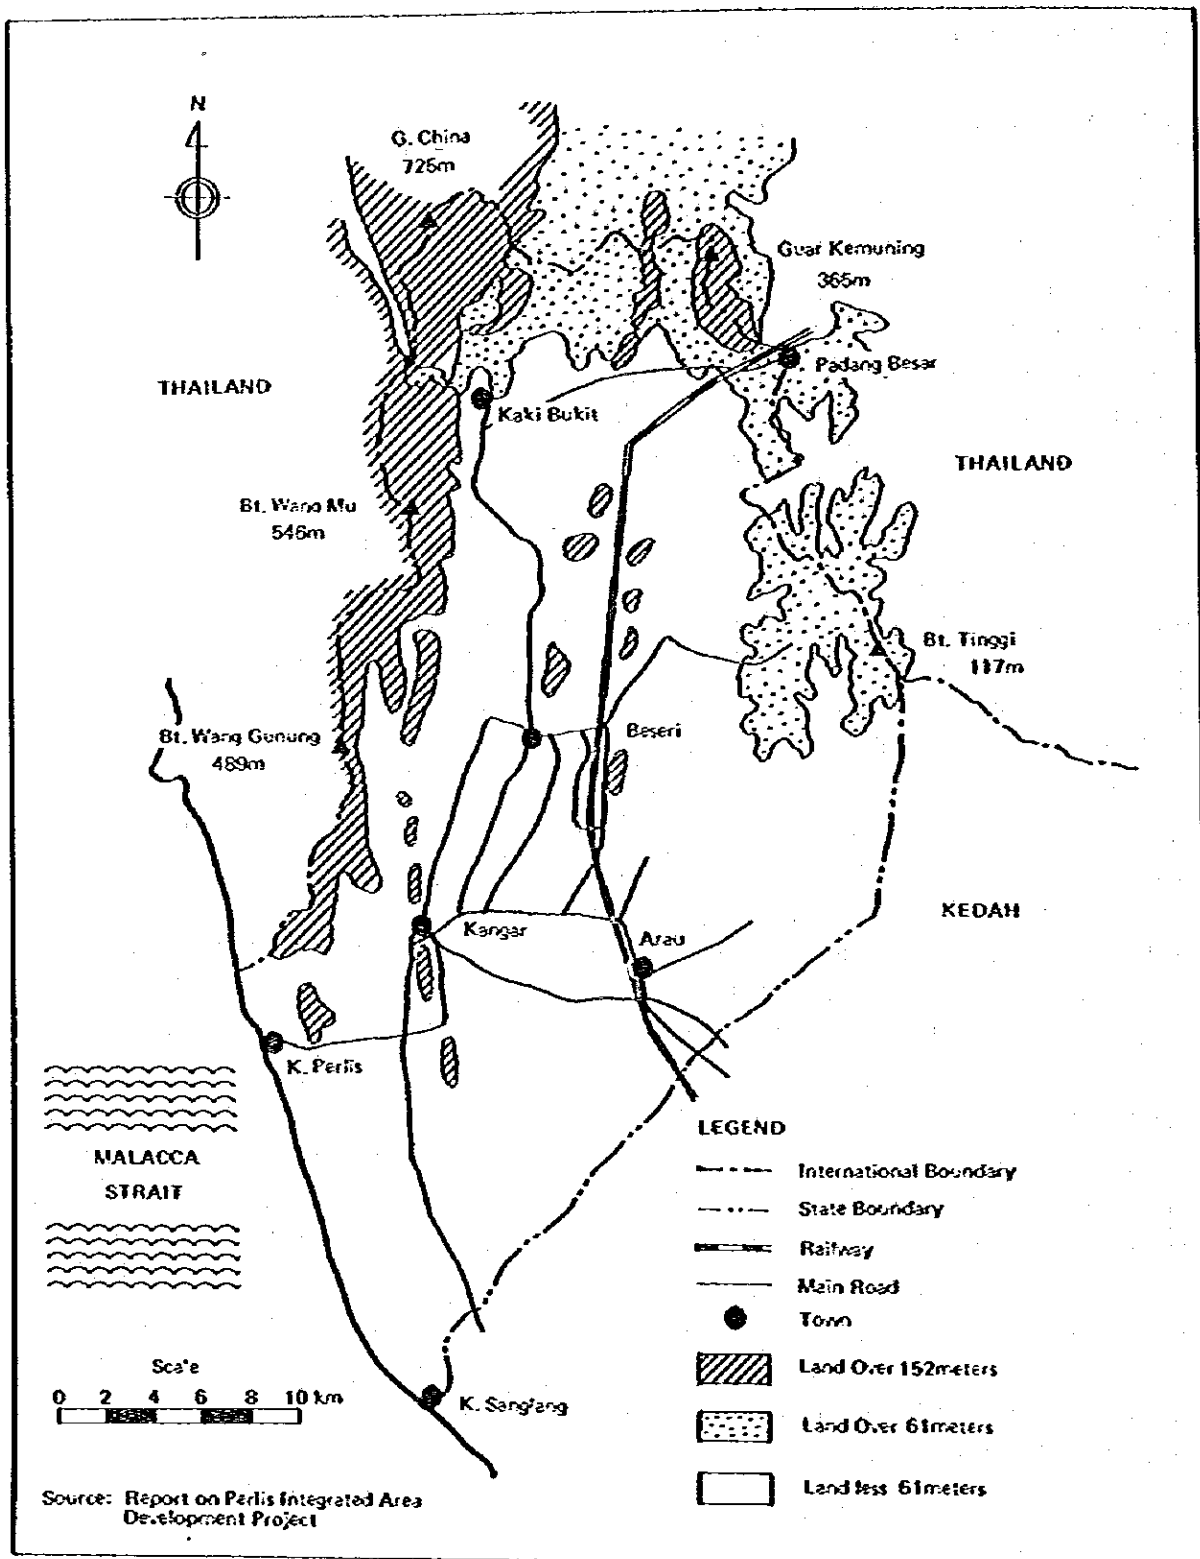 N
G. China
725m
Guar Kemuning
365m
Padang Besar
THAILAND
Kaki Bukit
THAILAND
Bt. Wang Mu
546m
Bt. Tinggi
117m
Bt. Wang Gunung
489m
Beseri
KEDAH
Kangar
Arau
K. Perlis
MALACCA
STRAIT
LEGEND
International Boundary
State Boundary
Railway
Main Road
Town
Land Over 152meters
Land Over 61meters
Land less 61meters
Scale
0 2 4 6 8 10 km
K. Sanglang
Source: Report on Perlis Integrated Area
Development Project